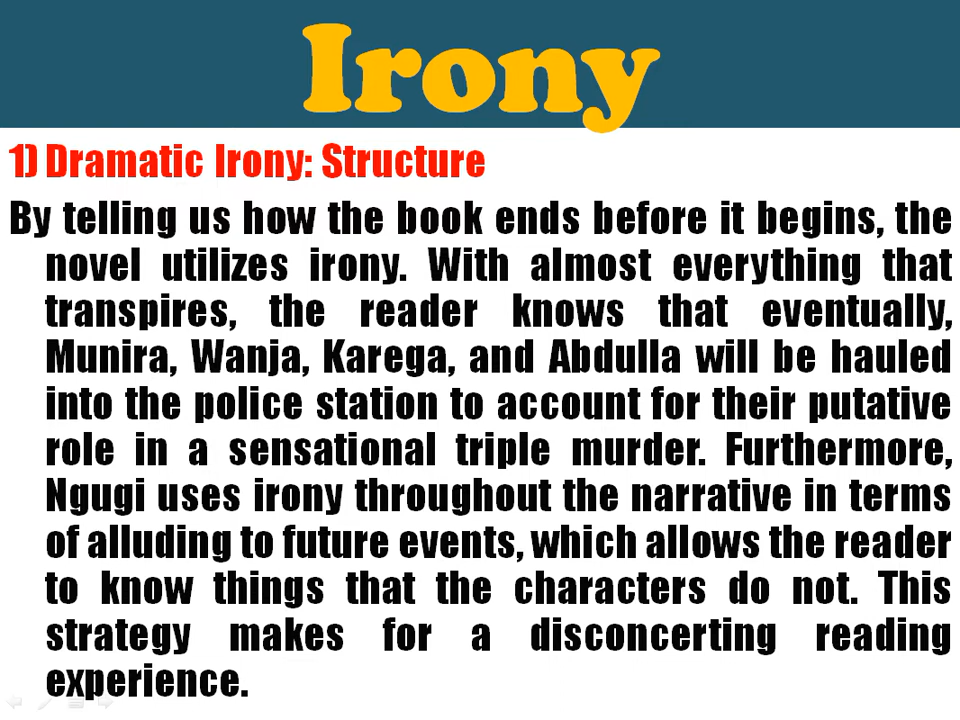 Irony
1) Dramatic Irony: Structure
By telling us how the book ends before it begins, the
novel utilizes irony. With almost everything that
transpires, the reader knows that eventually,
Munira, Wanja, Karega, and Abdulla will be hauled
into the police station to account for their putative
role in a sensational triple murder. Furthermore,
Ngugi uses irony throughout the narrative in terms
of alluding to future events, which allows the reader
to know things that the characters do not. This
strategy makes for a disconcerting reading
experience.